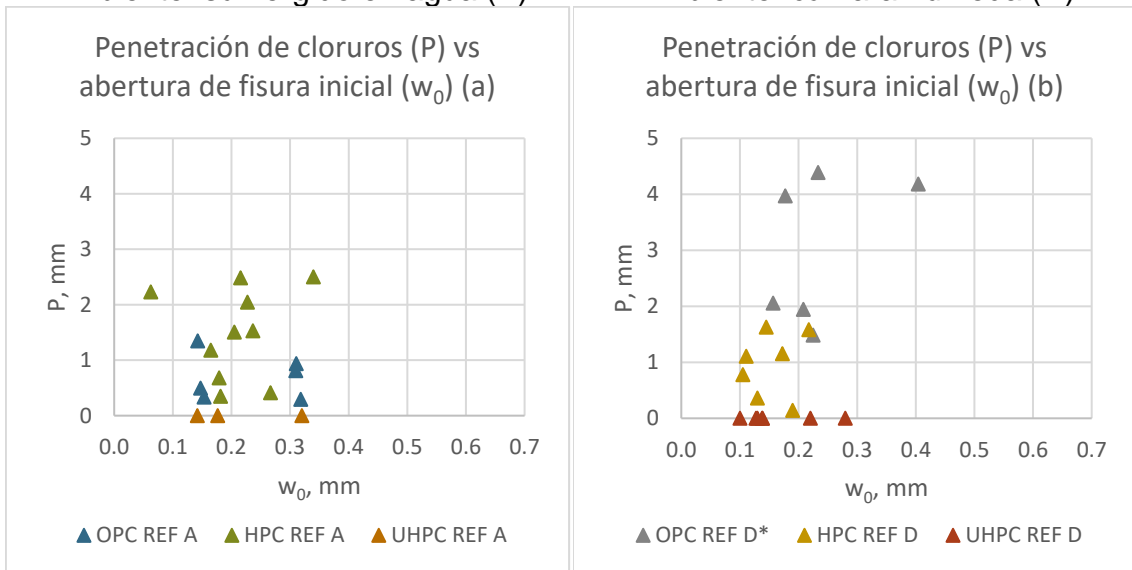 Penetración de cloruros (P) vs
abertura de fisura inicial (w₀) (a)
5
4
3
2
1
0
P, mm
0.0 0.1 0.2 0.3 0.4 0.5 0.6 0.7
w₀, mm
OPC REF A HPC REF A UHPC REF A
Penetración de cloruros (P) vs
abertura de fisura inicial (w₀) (b)
5
4
3
2
1
0
P, mm
0.0 0.1 0.2 0.3 0.4 0.5 0.6 0.7
w₀, mm
OPC REF D* HPC REF D UHPC REF D